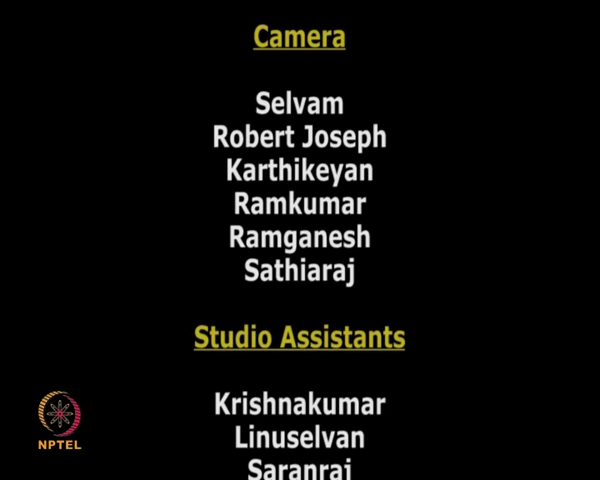 Camera
Selvam
Robert Joseph
Karthikeyan
Ramkumar
Ramganesh
Sathiaraj
Studio Assistants
Krishnakumar
Linuselvan
Saranraj
NPTEL